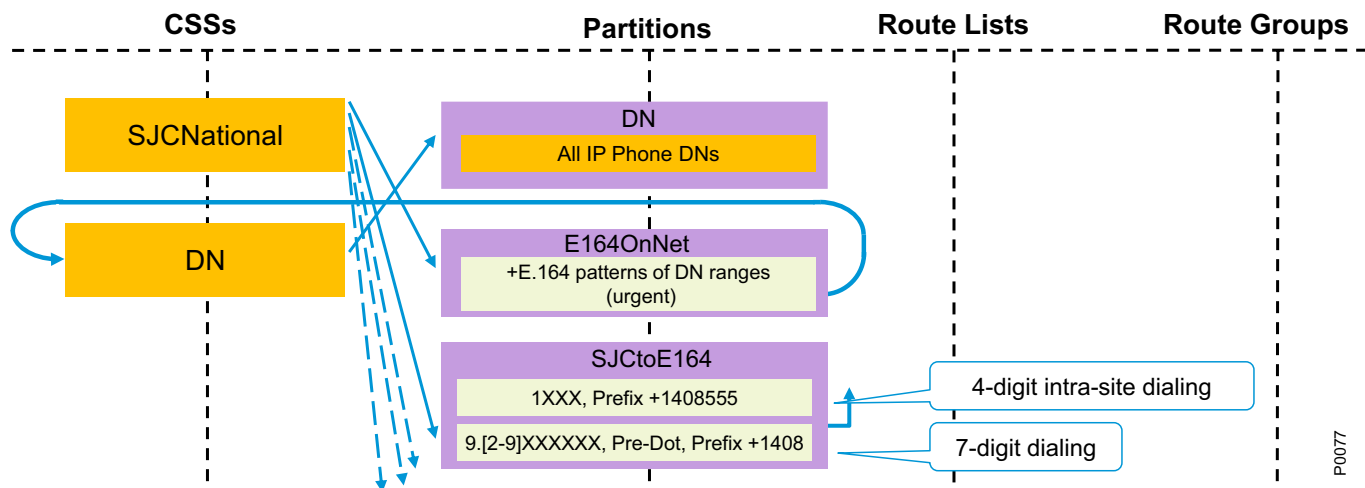 CSSs
Partitions
Route Lists
Route Groups
SJCNational
DN
All IP Phone DNs
DN
E164OnNet
+E.164 patterns of DN ranges
(urgent)
SJCtoE164
1XXX, Prefix +1408555
4-digit intra-site dialing
9.[2-9]XXXXXX, Pre-Dot, Prefix +1408
7-digit dialing
P0077